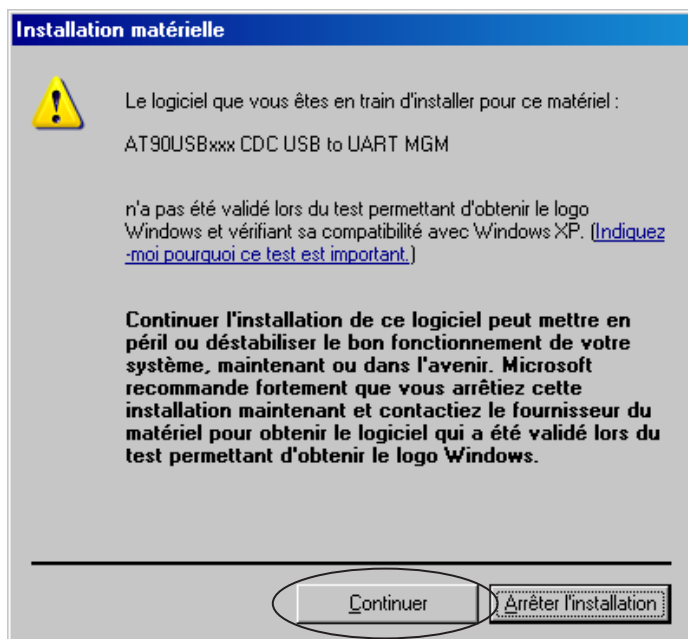 Installation matérielle
Le logiciel que vous êtes en train d'installer pour ce matériel :
AT90USBxxx CDC USB to UART MGM
n'a pas été validé lors du test permettant d'obtenir le logo
Windows et vérifiant sa compatibilité avec Windows XP. (Indiquez
-moi pourquoi ce test est important.)
Continuer l'installation de ce logiciel peut mettre en
péril ou déstabiliser le bon fonctionnement de votre
système, maintenant ou dans l'avenir. Microsoft
recommande fortement que vous arrêtiez cette
installation maintenant et contactiez le fournisseur du
matériel pour obtenir le logiciel qui a été validé lors du
test permettant d'obtenir le logo Windows.
Continuer
Arrêter l'installation